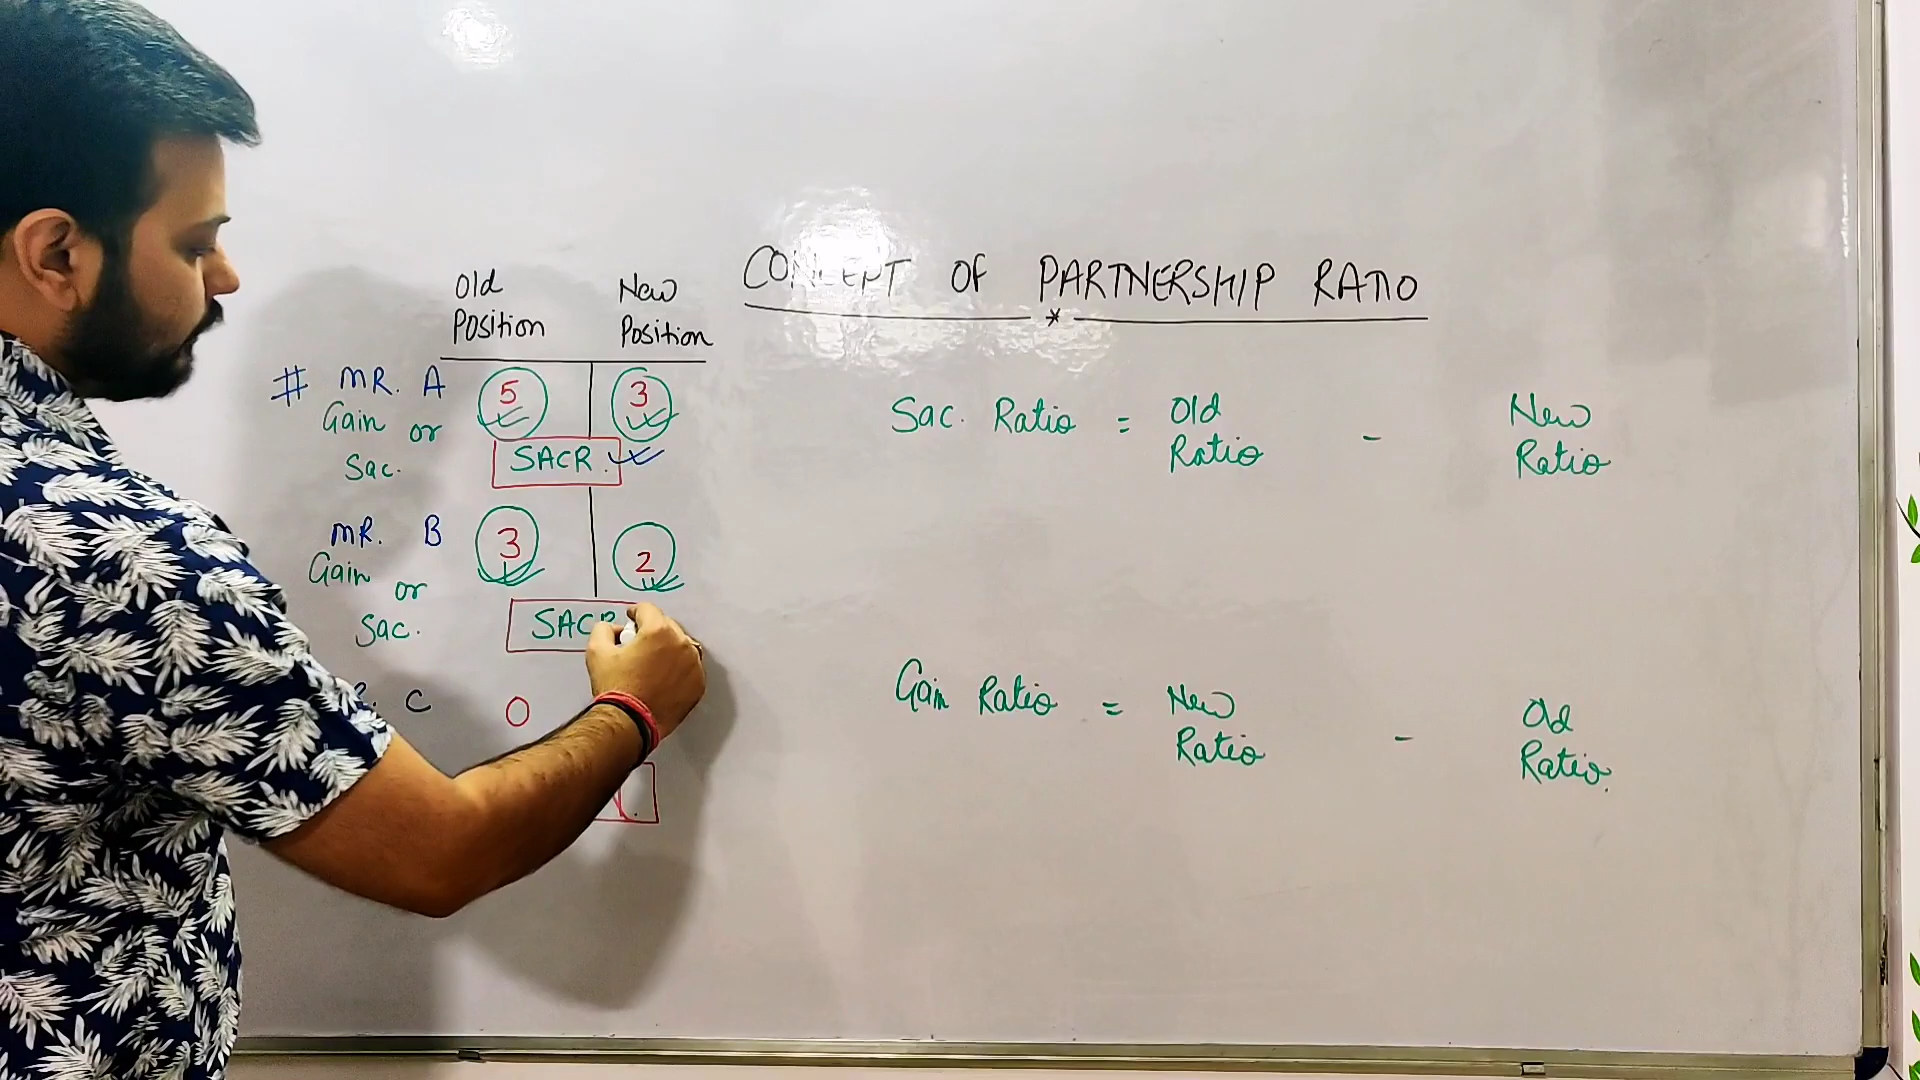 CONCEPT OF PARTNERSHIP RATIO
*
Old New
Position Position
# MR. A 5 3
Gain or
Sac. SACR.
MR. B 3 2
Gain or
Sac. SACR
C 0
Sac. Ratio = Old Ratio - New Ratio
Gain Ratio = New Ratio - Old Ratio.